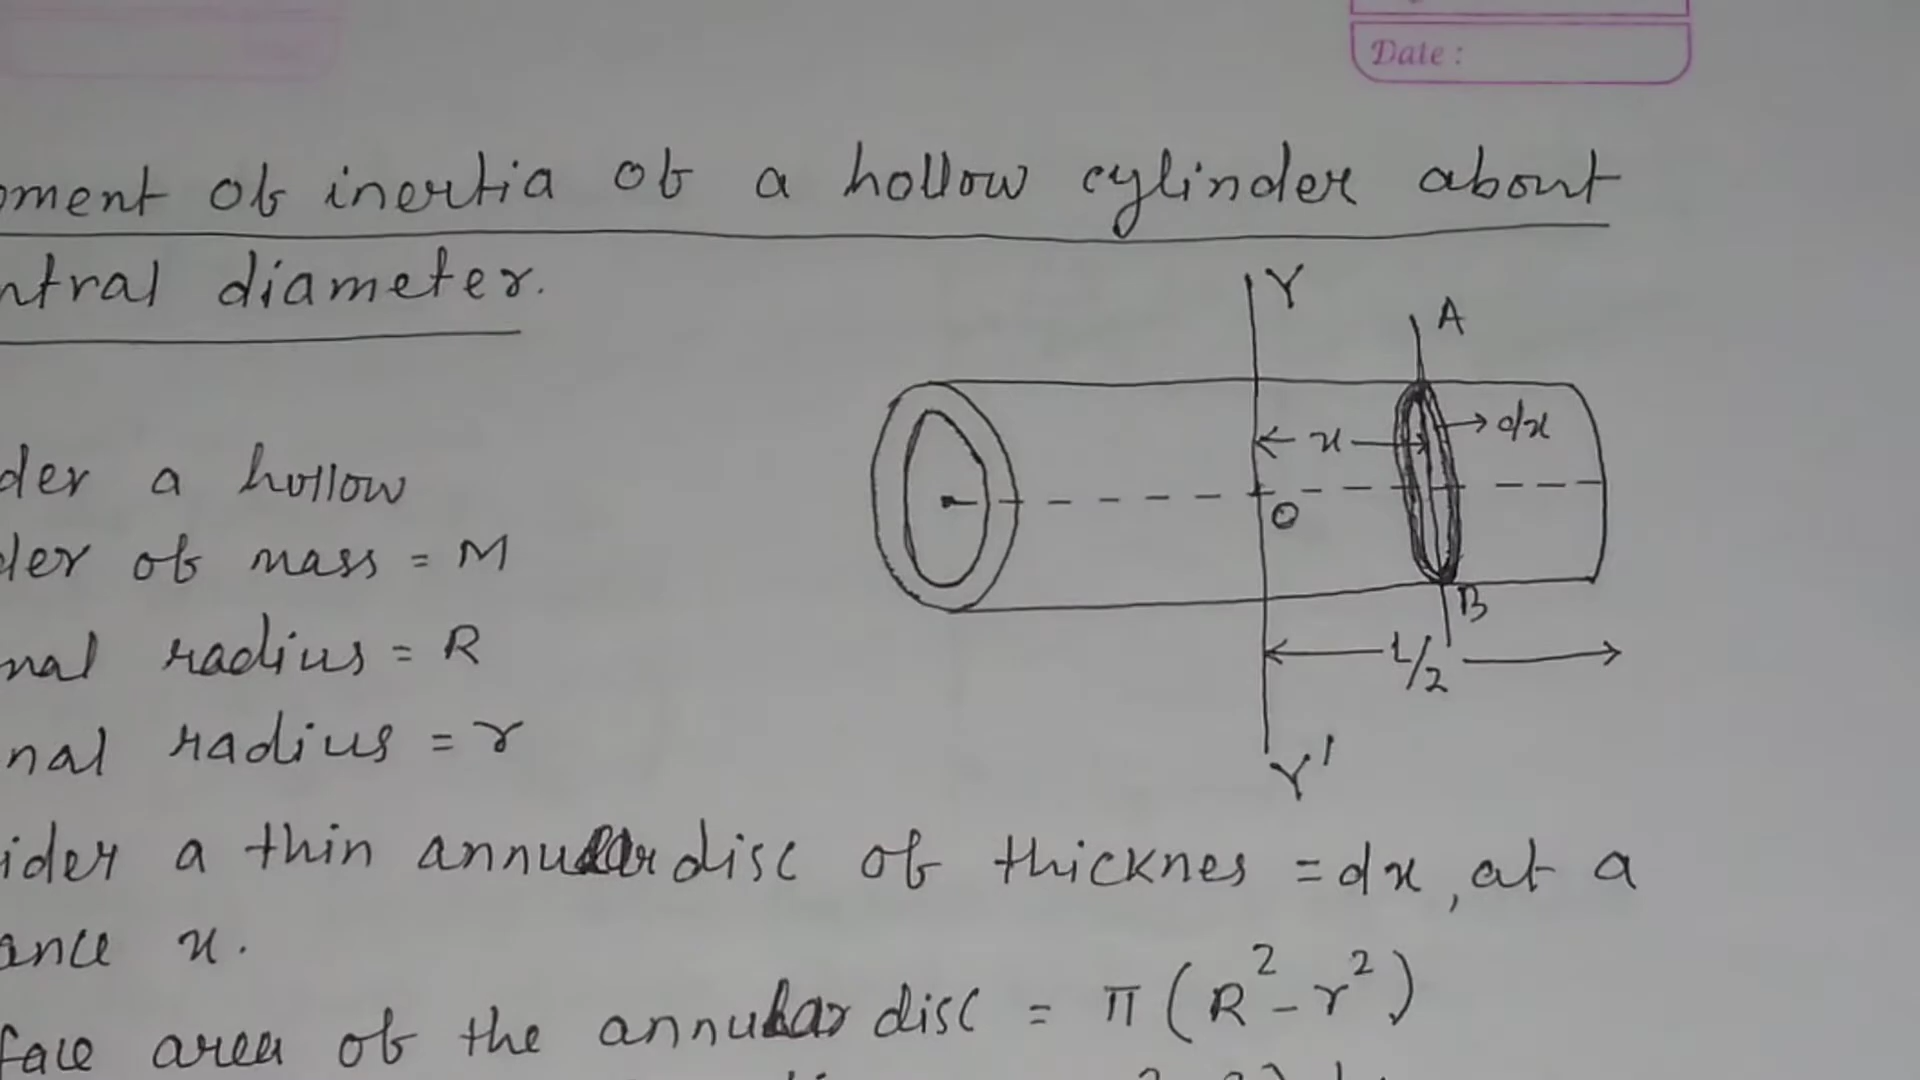 Date :
oment of inertia of a hollow cylinder about
ntral diameter.
Y
A
x
dx
O
B
L/2
Y'
der a hollow
der of mass = M
nal radius = R
nal radius = r
ider a thin annular disc of thicknes = dx, at a
ance x.
face area of the annular disc = π (R² - r²)